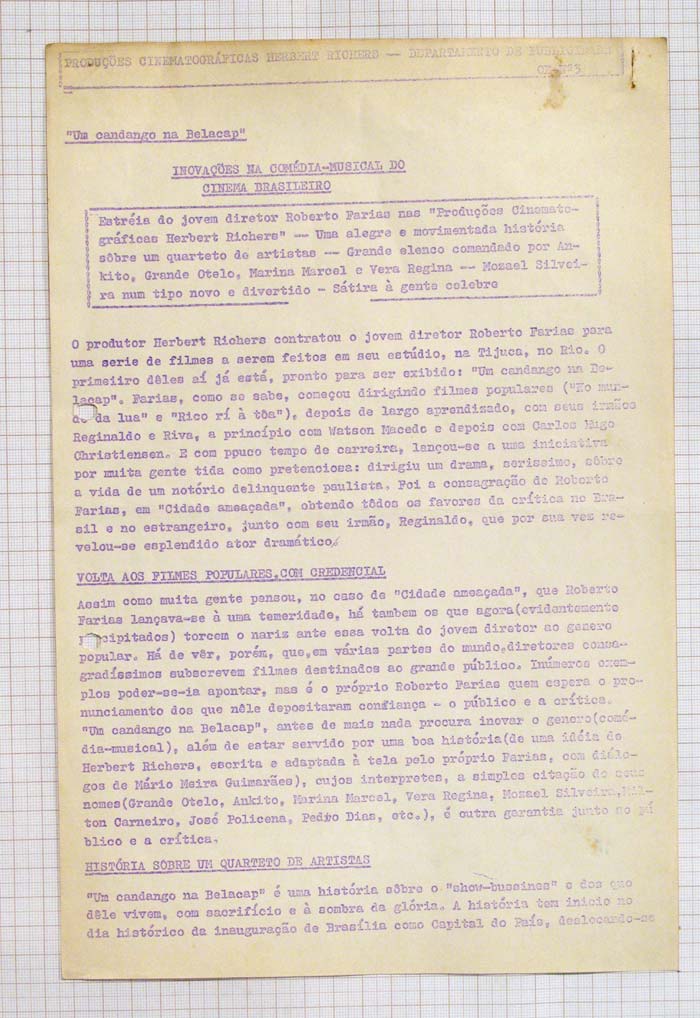 PRODUÇÕES CINEMATOGRÁFICAS HERBERT RICHERS — DEPARTAMENTO DE PUBLICIDADE
"Um candango na Belacap"
INOVAÇÕES NA COMÉDIA-MUSICAL DO
CINEMA BRASILEIRO
Estréia do jovem diretor Roberto Farias nas "Produções Cinemato-
gráficas Herbert Richers" -- Uma alegre e movimentada história
sôbre um quarteto de artistas -- Grande elenco comandado por An-
kito, Grande Otelo, Marina Marcel e Vera Regina -- Mozael Silvei-
ra num tipo novo e divertido - Sátira à gente celebre
O produtor Herbert Richers contratou o jovem diretor Roberto Farias para
uma serie de filmes a serem feitos em seu estúdio, na Tijuca, no Rio. O
primeiiro dêles aí já está, pronto para ser exibido: "Um candango na Be-
lacap". Farias, como se sabe, começou dirigindo filmes populares ("No mun-
do da lua" e "Rico rí à tôa"), depois de largo aprendizado, com seus irmãos
Reginaldo e Riva, a princípio com Watson Macedo e depois com Carlos Hugo
Christiensen. E com ppuco tempo de carreira, lançou-se a uma iniciativa
por muita gente tida como pretenciosa: dirigiu um drama, serissimo, sôbre
a vida de um notório delinquente paulista. Foi a consagração de Roberto
Farias, em "Cidade ameaçada", obtendo tôdos os favores da crítica no Bra-
sil e no estrangeiro, junto com seu irmão, Reginaldo, que por sua vez re-
velou-se esplendido ator dramático.
VOLTA AOS FILMES POPULARES,COM CREDENCIAL
Assim como muita gente pensou, no caso de "Cidade ameaçada", que Roberto
Farias lançava-se à uma temeridade, há tambem os que agora(evidentemente
p cipitados) torcem o nariz ante essa volta do jovem diretor ao genero
popular. Há de vêr, porém, que,em várias partes do mundo,diretores consa-
gradíssimos subscrevem filmes destinados ao grande público. Inúmeros exem-
plos poder-se-ia apontar, mas é o próprio Roberto Farias quem espera o pro-
nunciamento dos que nêle depositaram confiança - o público e a crítica.
"Um candango na Belacap", antes de mais nada procura inovar o genero(comé-
dia-musical), além de estar servido por uma boa história(de uma idéia de
Herbert Richers, escrita e adaptada à tela pelo próprio Farias, com diálo-
gos de Mário Meira Guimarães), cujos interpretes, a simples citação de seus
nomes(Grande Otelo, Ankito, Marina Marcel, Vera Regina, Mozael Silveira,Mil-
ton Carneiro, José Policena, Pedro Dias, etc.), é outra garantia junto ao pú
blico e a crítica.
HISTÓRIA SÔBRE UM QUARTETO DE ARTISTAS
"Um candango na Belacap" é uma história sôbre o "show-bussines" e dos que
dêle vivem, com sacrifício e à sombra da glória. A história tem inicio no
dia histórico da inauguração de Brasília como Capital do País, deslocando-se